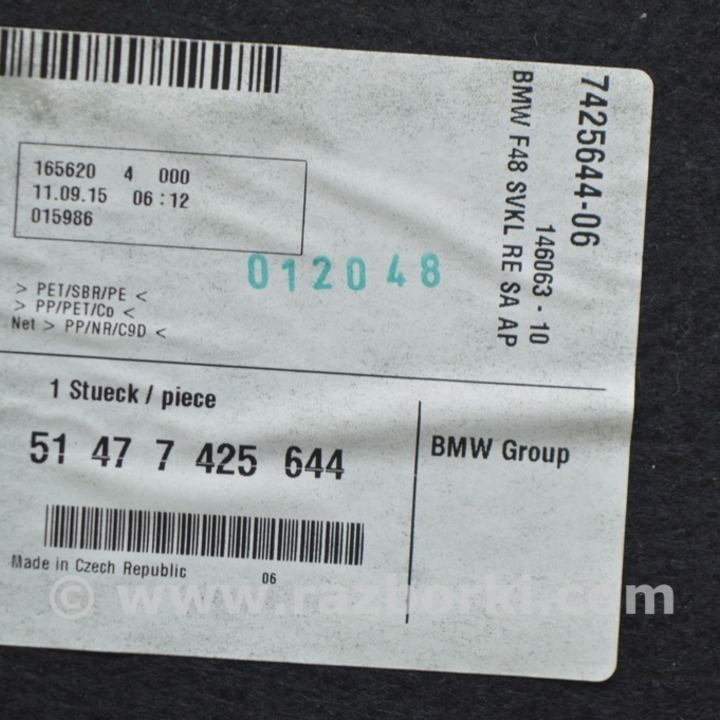 165620 4 000
11.09.15 06:12
015986
012048
> PET/SBR/PE <
> PP/PET/Co <
Net > PP/NR/C9D <
7425644-06
146063 - 10
BMW F48 SVKL RE SA AP
1 Stueck / piece
51 47 7 425 644
BMW Group
Made in Czech Republic 06
© www.razborki.com